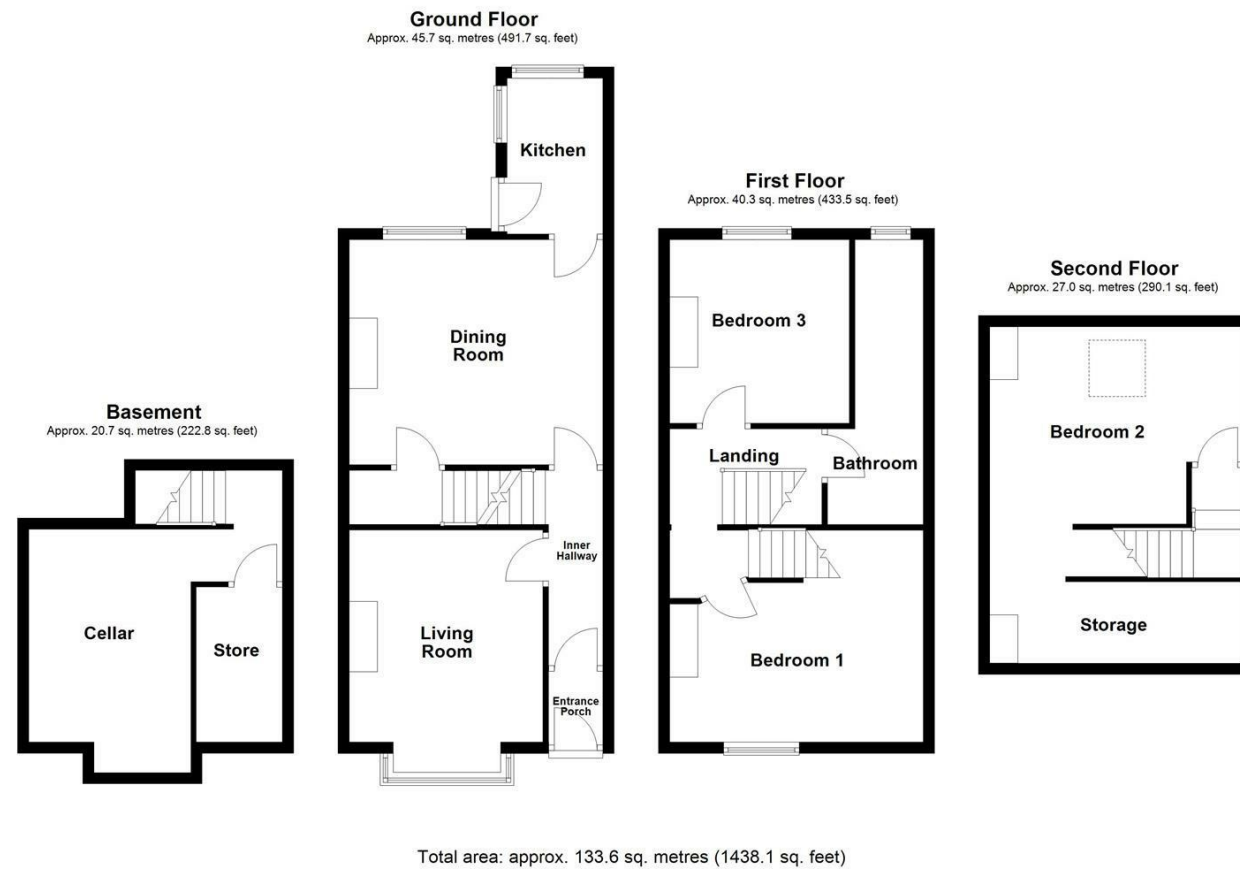 Ground Floor
Approx. 45.7 sq. metres (491.7 sq. feet)
Kitchen
Dining
Room
Inner
Hallway
Living
Room
Entrance
Porch
First Floor
Approx. 40.3 sq. metres (433.5 sq. feet)
Bedroom 3
Landing
Bathroom
Bedroom 1
Second Floor
Approx. 27.0 sq. metres (290.1 sq. feet)
Bedroom 2
Storage
Basement
Approx. 20.7 sq. metres (222.8 sq. feet)
Cellar
Store
Total area: approx. 133.6 sq. metres (1438.1 sq. feet)